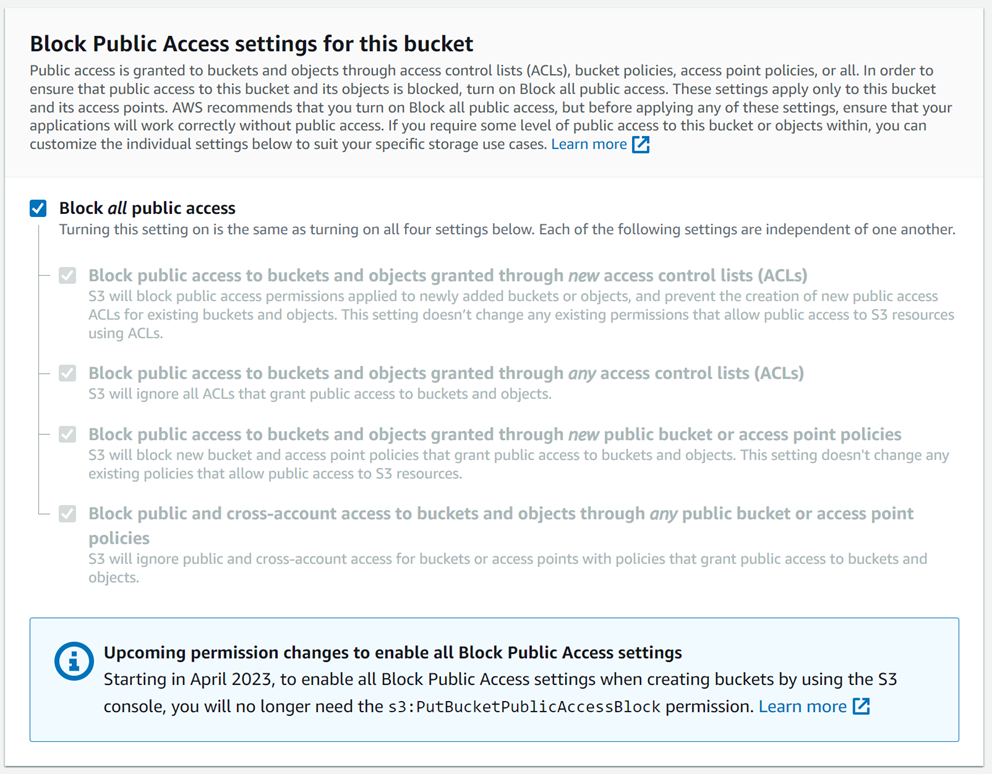 Block Public Access settings for this bucket
Public access is granted to buckets and objects through access control lists (ACLs), bucket policies, access point policies, or all. In order to
ensure that public access to this bucket and its objects is blocked, turn on Block all public access. These settings apply only to this bucket
and its access points. AWS recommends that you turn on Block all public access, but before applying any of these settings, ensure that your
applications will work correctly without public access. If you require some level of public access to this bucket or objects within, you can
customize the individual settings below to suit your specific storage use cases. Learn more
Block all public access
Turning this setting on is the same as turning on all four settings below. Each of the following settings are independent of one another.
Block public access to buckets and objects granted through new access control lists (ACLs)
S3 will block public access permissions applied to newly added buckets or objects, and prevent the creation of new public access
ACLs for existing buckets and objects. This setting doesn't change any existing permissions that allow public access to S3 resources
using ACLs.
Block public access to buckets and objects granted through any access control lists (ACLs)
S3 will ignore all ACLs that grant public access to buckets and objects.
Block public access to buckets and objects granted through new public bucket or access point policies
S3 will block new bucket and access point policies that grant public access to buckets and objects. This setting doesn't change any
existing policies that allow public access to S3 resources.
Block public and cross-account access to buckets and objects through any public bucket or access point
policies
S3 will ignore public and cross-account access for buckets or access points with policies that grant public access to buckets and
objects.
Upcoming permission changes to enable all Block Public Access settings
Starting in April 2023, to enable all Block Public Access settings when creating buckets by using the S3
console, you will no longer need the s3:PutBucketPublicAccessBlock permission. Learn more